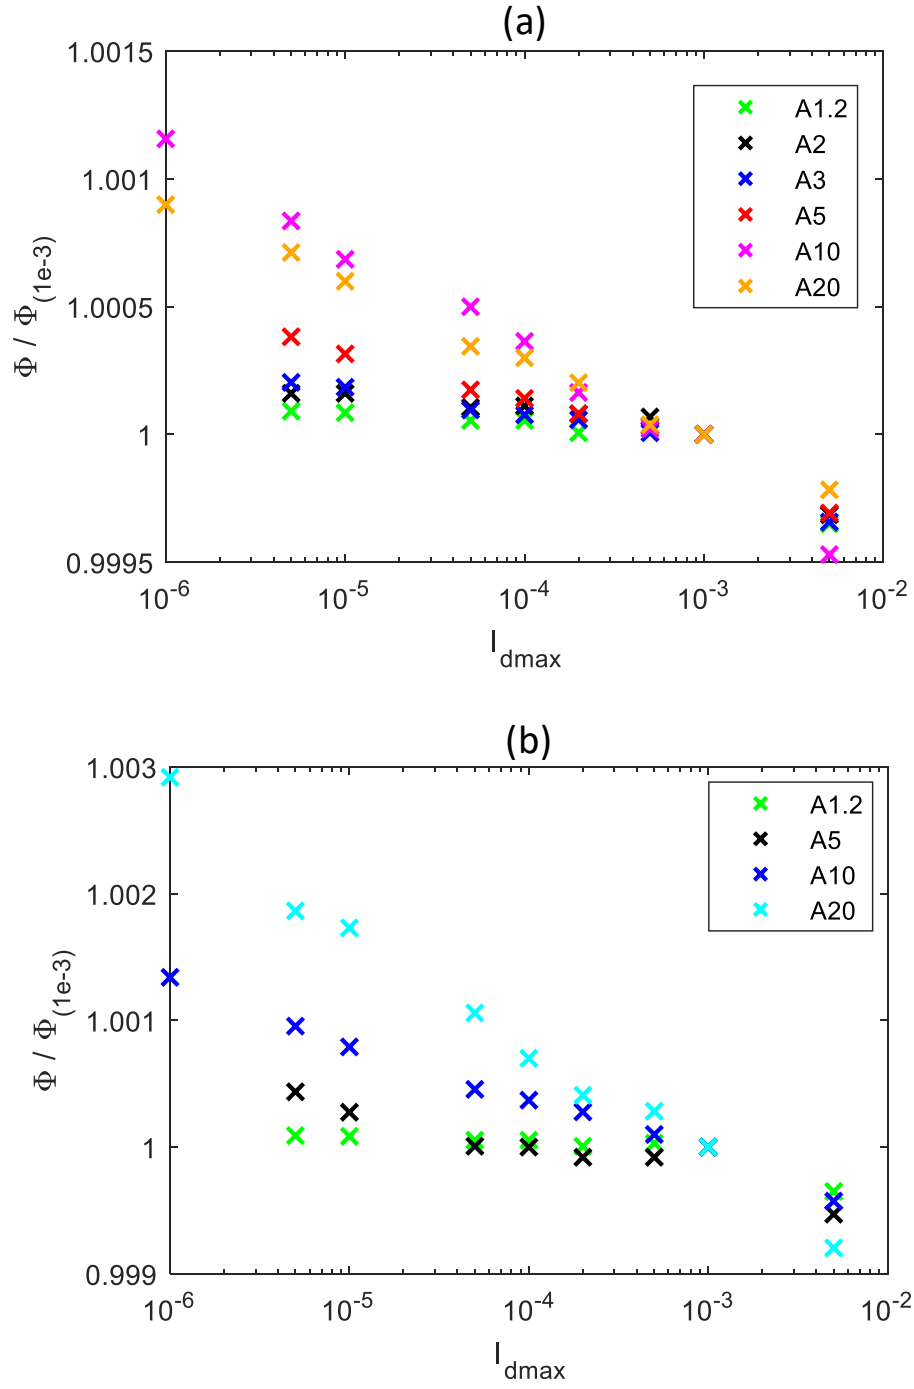 (a)
1.0015
1.001
1.0005
1
0.9995
Φ / Φ(1e-3)
10-6
10-5
10-4
10-3
10-2
Idmax
A1.2
A2
A3
A5
A10
A20
(b)
1.003
1.002
1.001
1
0.999
Φ / Φ(1e-3)
10-6
10-5
10-4
10-3
10-2
Idmax
A1.2
A5
A10
A20